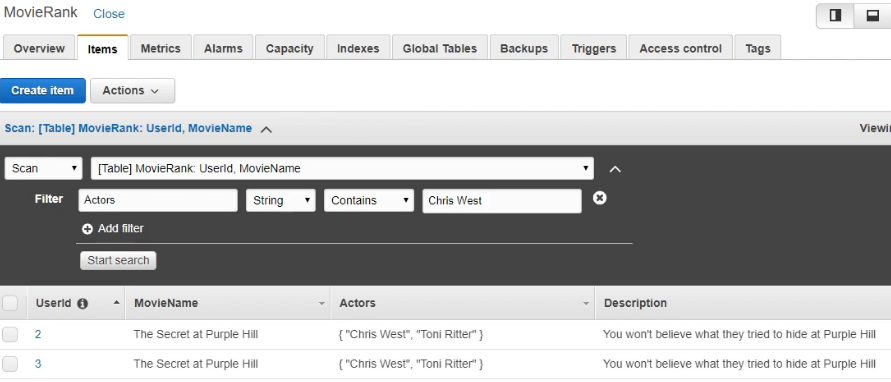 MovieRank Close
Overview Items Metrics Alarms Capacity Indexes Global Tables Backups Triggers Access control Tags
Create item Actions
Scan: [Table] MovieRank: UserId, MovieName Viewi
Scan [Table] MovieRank: UserId, MovieName
Filter Actors String Contains Chris West
Add filter
Start search
UserId MovieName Actors Description
2 The Secret at Purple Hill { "Chris West", "Toni Ritter" } You won't believe what they tried to hide at Purple Hill
3 The Secret at Purple Hill { "Chris West", "Toni Ritter" } You won't believe what they tried to hide at Purple Hill